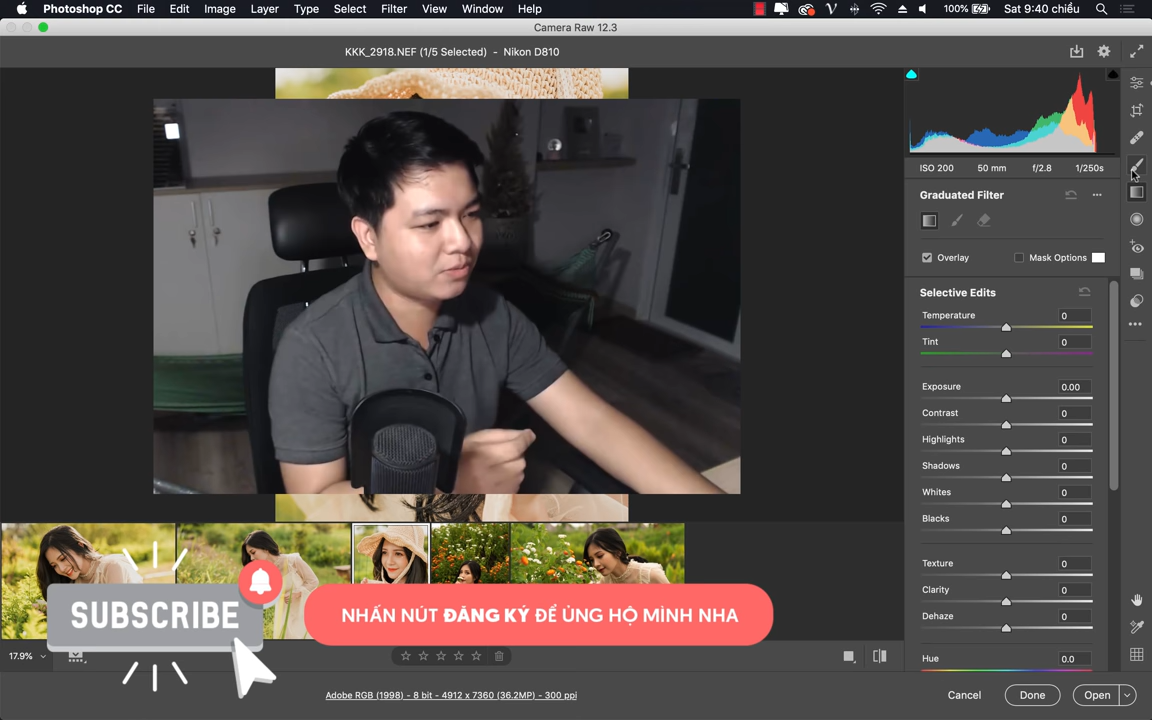 Photoshop CC File Edit Image Layer Type Select Filter View Window Help 100% Sat 9:40 chiều
Camera Raw 12.3
KKK_2918.NEF (1/5 Selected) - Nikon D810
ISO 200 50 mm f/2.8 1/250s
Graduated Filter
Overlay Mask Options
Selective Edits
Temperature 0
Tint 0
Exposure 0.00
Contrast 0
Highlights 0
Shadows 0
Whites 0
Blacks 0
Texture 0
Clarity 0
Dehaze 0
Hue 0.0
SUBSCRIBE
NHẤN NÚT ĐĂNG KÝ ĐỂ ỦNG HỘ MÌNH NHA
17.9%
Adobe RGB (1998) - 8 bit - 4912 x 7360 (36.2MP) - 300 ppi
Cancel Done Open